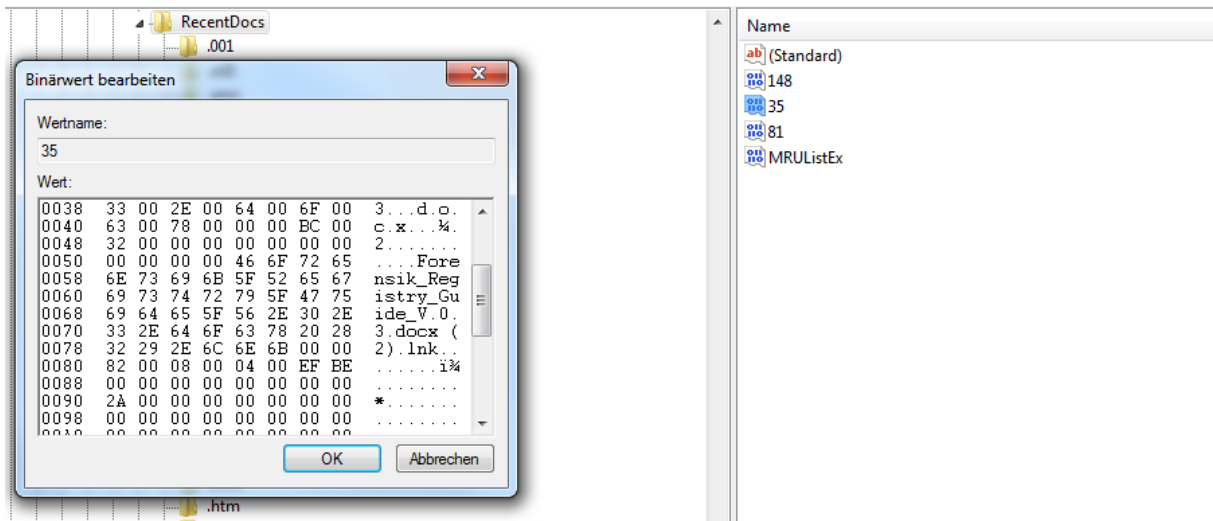 RecentDocs
.001
Binärwert bearbeiten
Wertname:
35
Wert:
0038 33 00 2E 00 64 00 6F 00 3...d.o.
0040 63 00 78 00 00 00 BC 00 c.x...¼.
0048 32 00 00 00 00 00 00 00 2.......
0050 00 00 00 00 46 6F 72 65 ....Fore
0058 6E 73 69 6B 5F 52 65 67 nsik_Reg
0060 69 73 74 72 79 5F 47 75 istry_Gu
0068 69 64 65 5F 56 2E 30 2E ide_V.0.
0070 33 2E 64 6F 63 78 20 28 3.docx (
0078 32 29 2E 6C 6E 6B 00 00 2).lnk..
0080 82 00 08 00 04 00 EF BE ......ï¾
0088 00 00 00 00 00 00 00 00 ........
0090 2A 00 00 00 00 00 00 00 *.......
0098 00 00 00 00 00 00 00 00 ........
OK
Abbrechen
.htm
Name
(Standard)
148
35
81
MRUListEx